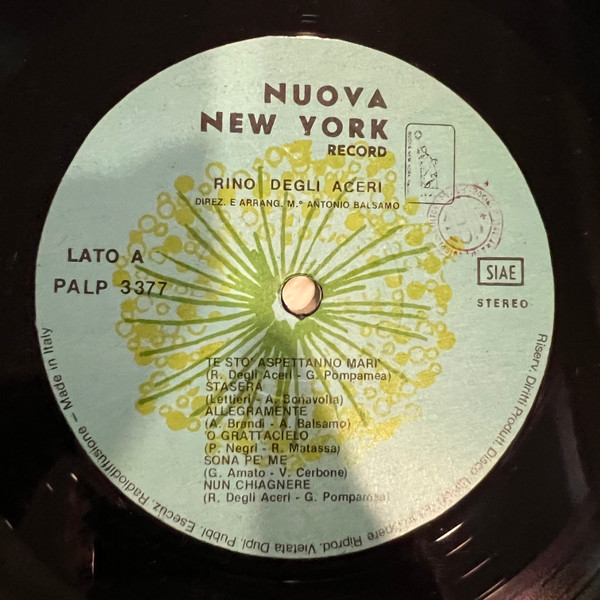 NUOVA
NEW YORK
RECORD
RINO DEGLI ACERI
DIREZ. E ARRANG. M.° ANTONIO BALSAMO
LATO A
PALP 3377
SIAE
STEREO
TE STO' ASPETTANNO MARI'
(R. Degli Aceri - G. Pompamea)
STASERA
(Lettieri - A. Bonavolta)
ALLEGRAMENTE
(A. Brandi - A. Balsamo)
'O GRATTACIELO
(P. Negri - R. Matassa)
SONA PE' ME
(G. Amato - V. Cerbone)
NUN CHIAGNERE
(R. Degli Aceri - G. Pompamea)
Riserv. Diritti Produt. Disco Riprod. Vietata Dupl. Pubbl. Esecuz. Radiodiffusione - Made in Italy